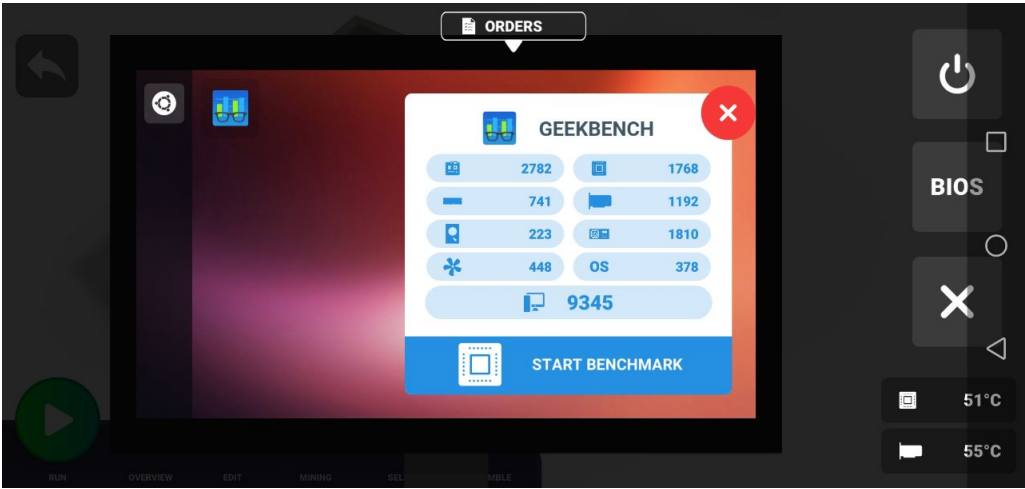 ORDERS
GEEKBENCH
2782 1768
741 1192
223 1810
448 OS 378
9345
START BENCHMARK
BIOS
51°C
55°C
RUN OVERVIEW EDIT MINING